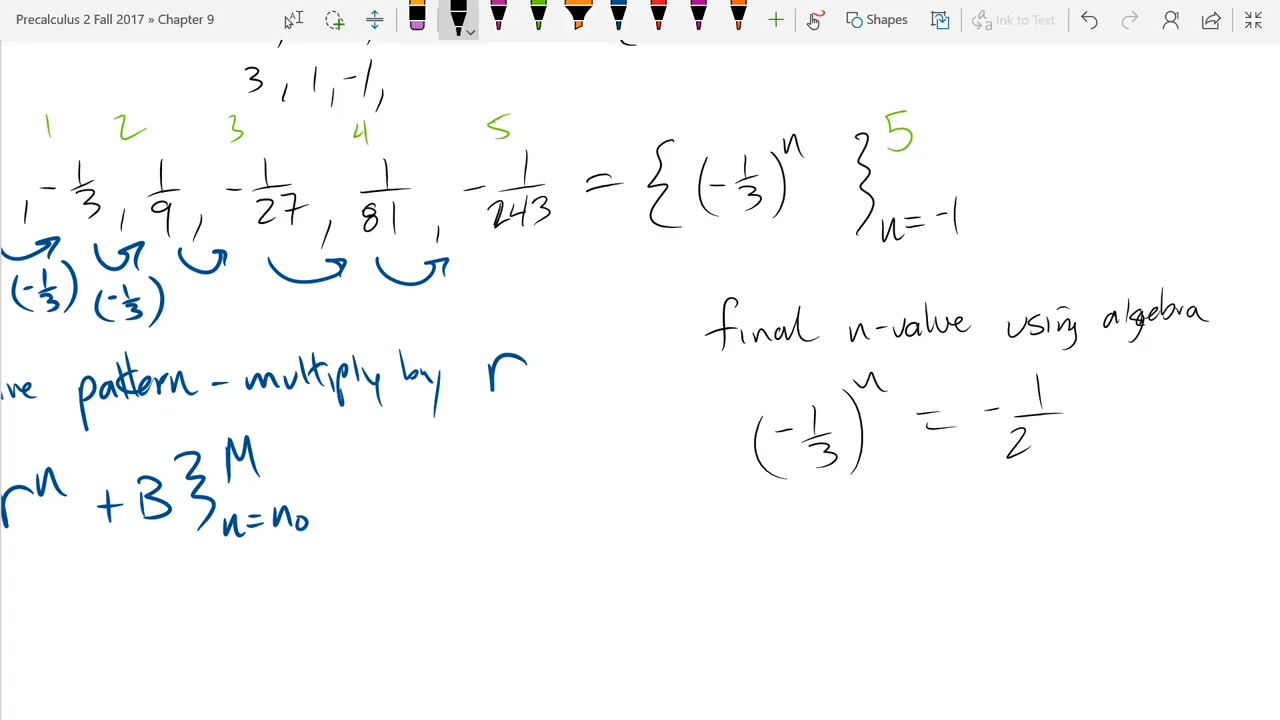 Precalculus 2 Fall 2017 » Chapter 9
Shapes
Ink to Text
3, 1, -1,
1 2 3 4 5
, -1/3, 1/9, -1/27, 1/81, -1/243 = {(-1/3)^n}_{n=-1}^5
(-1/3) (-1/3)
final n-value using algebra
ve pattern - multiply by r
(-1/3)^n = -1/2
r^n + B}_{n=n_0}^M